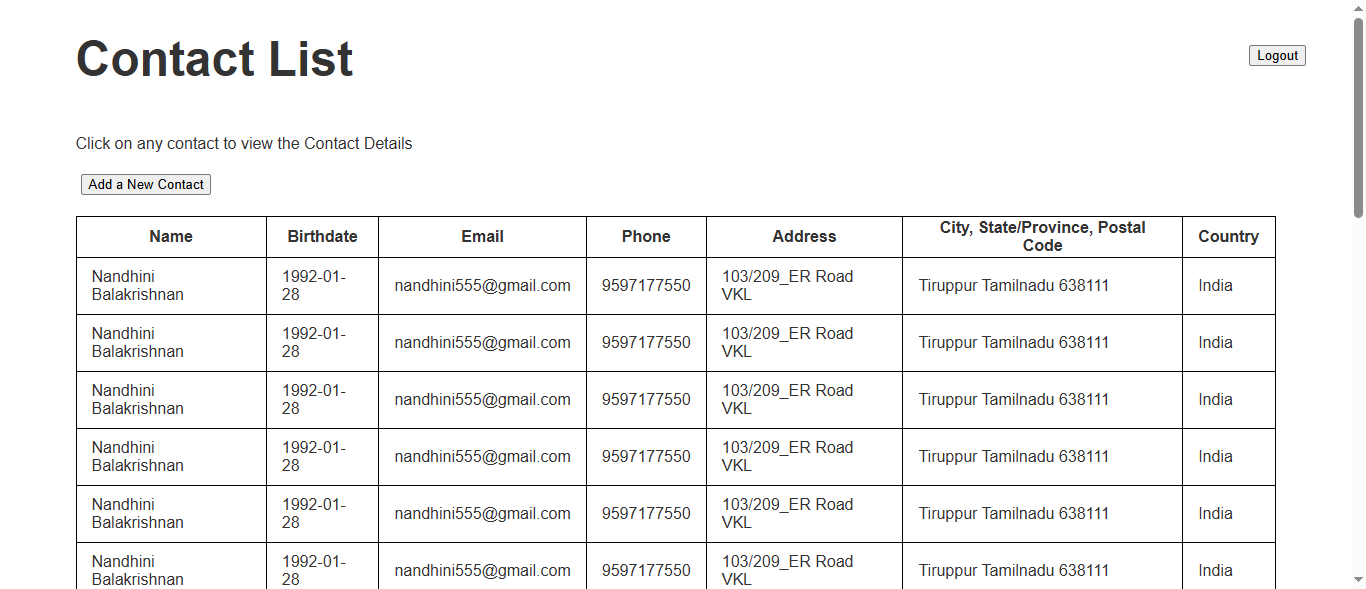 Contact List
Logout
Click on any contact to view the Contact Details
Add a New Contact
Name Birthdate Email Phone Address City, State/Province, Postal Code Country
Nandhini Balakrishnan 1992-01-28 nandhini555@gmail.com 9597177550 103/209_ER Road VKL Tiruppur Tamilnadu 638111 India
Nandhini Balakrishnan 1992-01-28 nandhini555@gmail.com 9597177550 103/209_ER Road VKL Tiruppur Tamilnadu 638111 India
Nandhini Balakrishnan 1992-01-28 nandhini555@gmail.com 9597177550 103/209_ER Road VKL Tiruppur Tamilnadu 638111 India
Nandhini Balakrishnan 1992-01-28 nandhini555@gmail.com 9597177550 103/209_ER Road VKL Tiruppur Tamilnadu 638111 India
Nandhini Balakrishnan 1992-01-28 nandhini555@gmail.com 9597177550 103/209_ER Road VKL Tiruppur Tamilnadu 638111 India
Nandhini Balakrishnan 1992-01-28 nandhini555@gmail.com 9597177550 103/209_ER Road VKL Tiruppur Tamilnadu 638111 India